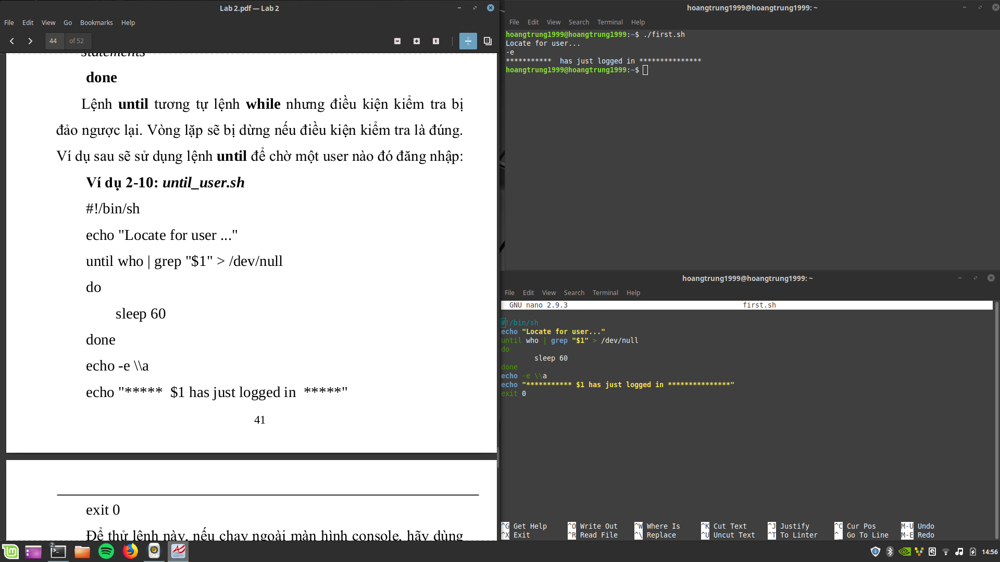 Lab 2.pdf — Lab 2
File Edit View Go Bookmarks Help
44 of 52
statements
done
Lệnh until tương tự lệnh while nhưng điều kiện kiểm tra bị
đảo ngược lại. Vòng lặp sẽ bị dừng nếu điều kiện kiểm tra là đúng.
Ví dụ sau sẽ sử dụng lệnh until để chờ một user nào đó đăng nhập:
Ví dụ 2-10: until_user.sh
#!/bin/sh
echo "Locate for user ..."
until who | grep "$1" > /dev/null
do
sleep 60
done
echo -e \\a
echo "***** $1 has just logged in *****"
41
exit 0
Để thử lệnh này, nếu chạy ngoài màn hình console, hãy dùng
hoangtrung1999@hoangtrung1999: ~
File Edit View Search Terminal Help
hoangtrung1999@hoangtrung1999:~$ ./first.sh
Locate for user...
-e
***********  has just logged in ***************
hoangtrung1999@hoangtrung1999:~$
hoangtrung1999@hoangtrung1999: ~
File Edit View Search Terminal Help
GNU nano 2.9.3 first.sh
#!/bin/sh
echo "Locate for user..."
until who | grep "$1" > /dev/null
do
sleep 60
done
echo -e \\a
echo "*********** $1 has just logged in ***************"
exit 0
^G Get Help ^O Write Out ^W Where Is ^K Cut Text ^J Justify ^C Cur Pos M-U Undo
^X Exit ^R Read File ^\ Replace ^U Uncut Text ^T To Linter ^_ Go To Line M-E Redo
2
14:56